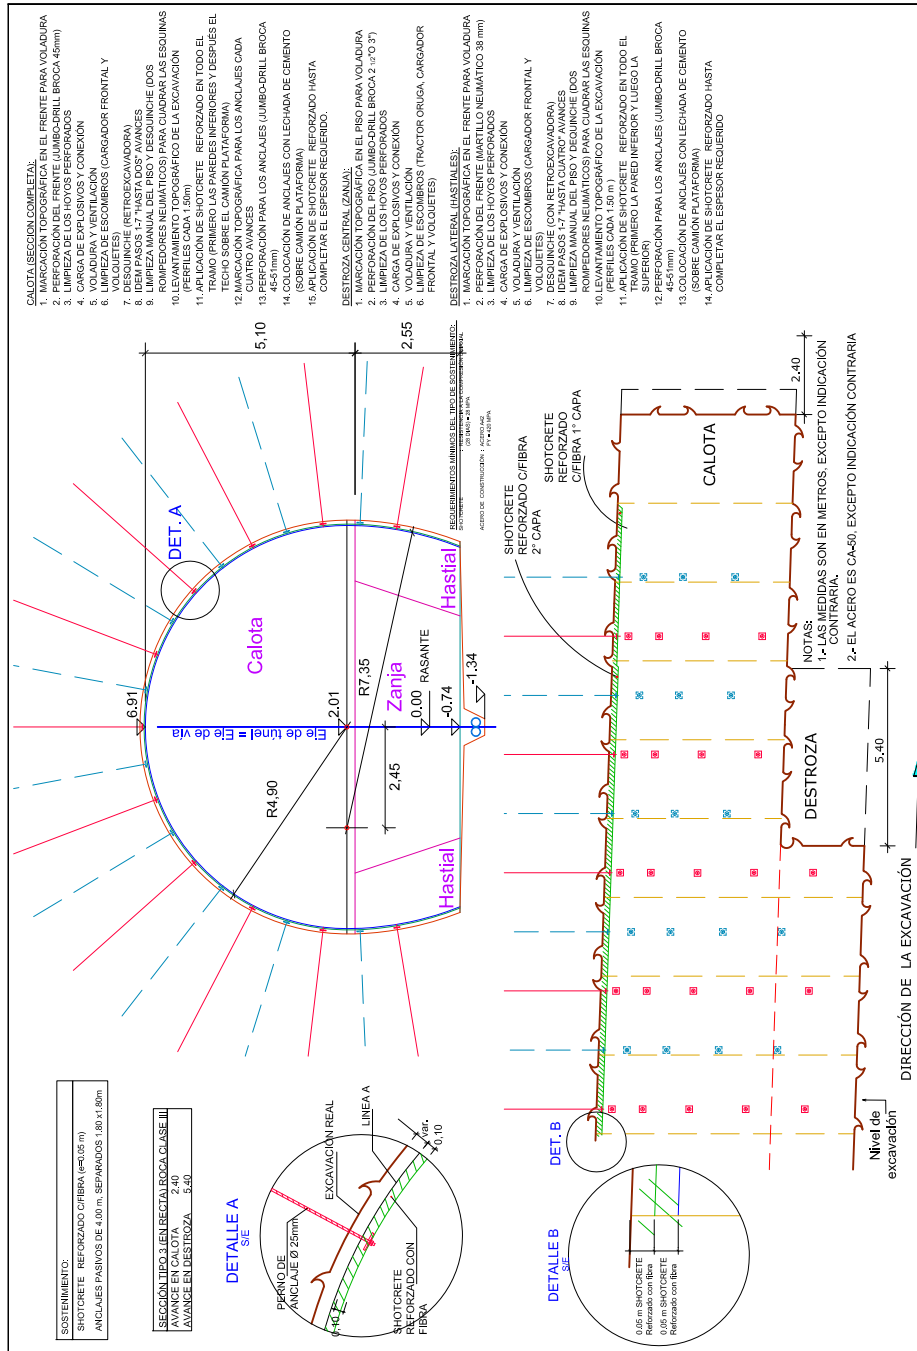 SOSTENIMIENTO:
SHOTCRETE REFORZADO C/FIBRA (e=0.05 m)
ANCLAJES PASIVOS DE 4.00 m, SEPARADOS 1.80 x1.80m
SECCIÓN TIPO 3 (EN RECTA) ROCA CLASE III
AVANCE EN CALOTA 2.40
AVANCE EN DESTROZA 5.40
DETALLE A
S/E
PERNO DE
ANCLAJE Ø 25mm
EXCAVACIÓN REAL
LINEA A
var.
0,10
0,10
SHOTCRETE
REFORZADO CON
FIBRA
DETALLE B
S/E
0.05 m SHOTCRETE
Reforzado con fibra
0.05 m SHOTCRETE
Reforzado con fibra
6.91
DET. A
Calota
5,10
2,55
R4,90
Eje de túnel = Eje de vía
2.01
R7,35
Zanja
Hastial
Hastial
0.00
RASANTE
-0.74
-1.34
2,45
REQUERIMIENTOS MÍNIMOS DEL TIPO DE SOSTENIMIENTO:
(28 DIAS) = 28 MPA
ACERO DE CONSTRUCCIÓN : ACERO A42
FY = 420 MPA
CALOTA (SECCION COMPLETA):
1. MARCACIÓN TOPOGRÁFICA EN EL FRENTE PARA VOLADURA
2. PERFORACIÓN DEL FRENTE (JUMBO-DRILL BROCA 45mm)
3. LIMPIEZA DE LOS HOYOS PERFORADOS
4. CARGA DE EXPLOSIVOS Y CONEXIÓN
5. VOLADURA Y VENTILACIÓN
6. LIMPIEZA DE ESCOMBROS (CARGADOR FRONTAL Y
VOLQUETES)
7. DESQUINCHE (RETROEXCAVADORA)
8. IDEM PASOS 1-7 "HASTA DOS" AVANCES
9. LIMPIEZA MANUAL DEL PISO Y DESQUINCHE (DOS
ROMPEDORES NEUMÁTICOS) PARA CUADRAR LAS ESQUINAS
10. LEVANTAMIENTO TOPOGRÁFICO DE LA EXCAVACIÓN
(PERFILES CADA 1.50m)
11. APLICACIÓN DE SHOTCRETE REFORZADO EN TODO EL
TRAMO (PRIMERO LAS PAREDES INFERIORES Y DESPUÉS EL
TECHO SOBRE EL CAMIÓN PLATAFORMA)
12. MARCACIÓN TOPOGRÁFICA PARA LOS ANCLAJES CADA
CUATRO AVANCES
13. PERFORACIÓN PARA LOS ANCLAJES (JUMBO-DRILL BROCA
45-51mm)
14. COLOCACIÓN DE ANCLAJES CON LECHADA DE CEMENTO
(SOBRE CAMIÓN PLATAFORMA)
15. APLICACIÓN DE SHOTCRETE REFORZADO HASTA
COMPLETAR EL ESPESOR REQUERIDO.
DESTROZA CENTRAL (ZANJA):
1. MARCACIÓN TOPOGRÁFICA EN EL PISO PARA VOLADURA
2. PERFORACIÓN DEL PISO (JUMBO-DRILL BROCA 2 1/2"O 3")
3. LIMPIEZA DE LOS HOYOS PERFORADOS
4. CARGA DE EXPLOSIVOS Y CONEXIÓN
5. VOLADURA Y VENTILACIÓN
6. LIMPIEZA DE ESCOMBROS (TRACTOR ORUGA, CARGADOR
FRONTAL Y VOLQUETES)
DESTROZA LATERAL (HASTIALES):
1. MARCACIÓN TOPOGRÁFICA EN EL FRENTE PARA VOLADURA
2. PERFORACIÓN DEL FRENTE (MARTILLO NEUMÁTICO 38 mm)
3. LIMPIEZA DE LOS HOYOS PERFORADOS
4. CARGA DE EXPLOSIVOS Y CONEXIÓN
5. VOLADURA Y VENTILACIÓN
6. LIMPIEZA DE ESCOMBROS (CARGADOR FRONTAL Y
VOLQUETES)
7. DESQUINCHE (CON RETROEXCAVADORA)
8. IDEM PASOS 1-7 "HASTA CUATRO" AVANCES
9. LIMPIEZA MANUAL DEL PISO Y DEQUINCHE (DOS
ROMPEDORES NEUMÁTICOS) PARA CUADRAR LAS ESQUINAS
10. LEVANTAMIENTO TOPOGRÁFICO DE LA EXCAVACIÓN
(PERFILES CADA 1.50 m )
11. APLICACIÓN DE SHOTCRETE REFORZADO EN TODO EL
TRAMO (PRIMERO LA PARED INFERIOR Y LUEGO LA
SUPERIOR)
12. PERFORACIÓN PARA LOS ANCLAJES (JUMBO-DRILL BROCA
45-51mm)
13. COLOCACIÓN DE ANCLAJES CON LECHADA DE CEMENTO
(SOBRE CAMIÓN PLATAFORMA)
14. APLICACIÓN DE SHOTCRETE REFORZADO HASTA
COMPLETAR EL ESPESOR REQUERIDO
DET. B
SHOTCRETE
REFORZADO C/FIBRA
2° CAPA
SHOTCRETE
REFORZADO
C/FIBRA 1° CAPA
CALOTA
2.40
DESTROZA
5,40
Nivel de
excavación
DIRECCIÓN DE LA EXCAVACIÓN
NOTAS:
1.- LAS MEDIDAS SON EN METROS, EXCEPTO INDICACIÓN
CONTRARIA.
2.- EL ACERO ES CA-50, EXCEPTO INDICACIÓN CONTRARIA